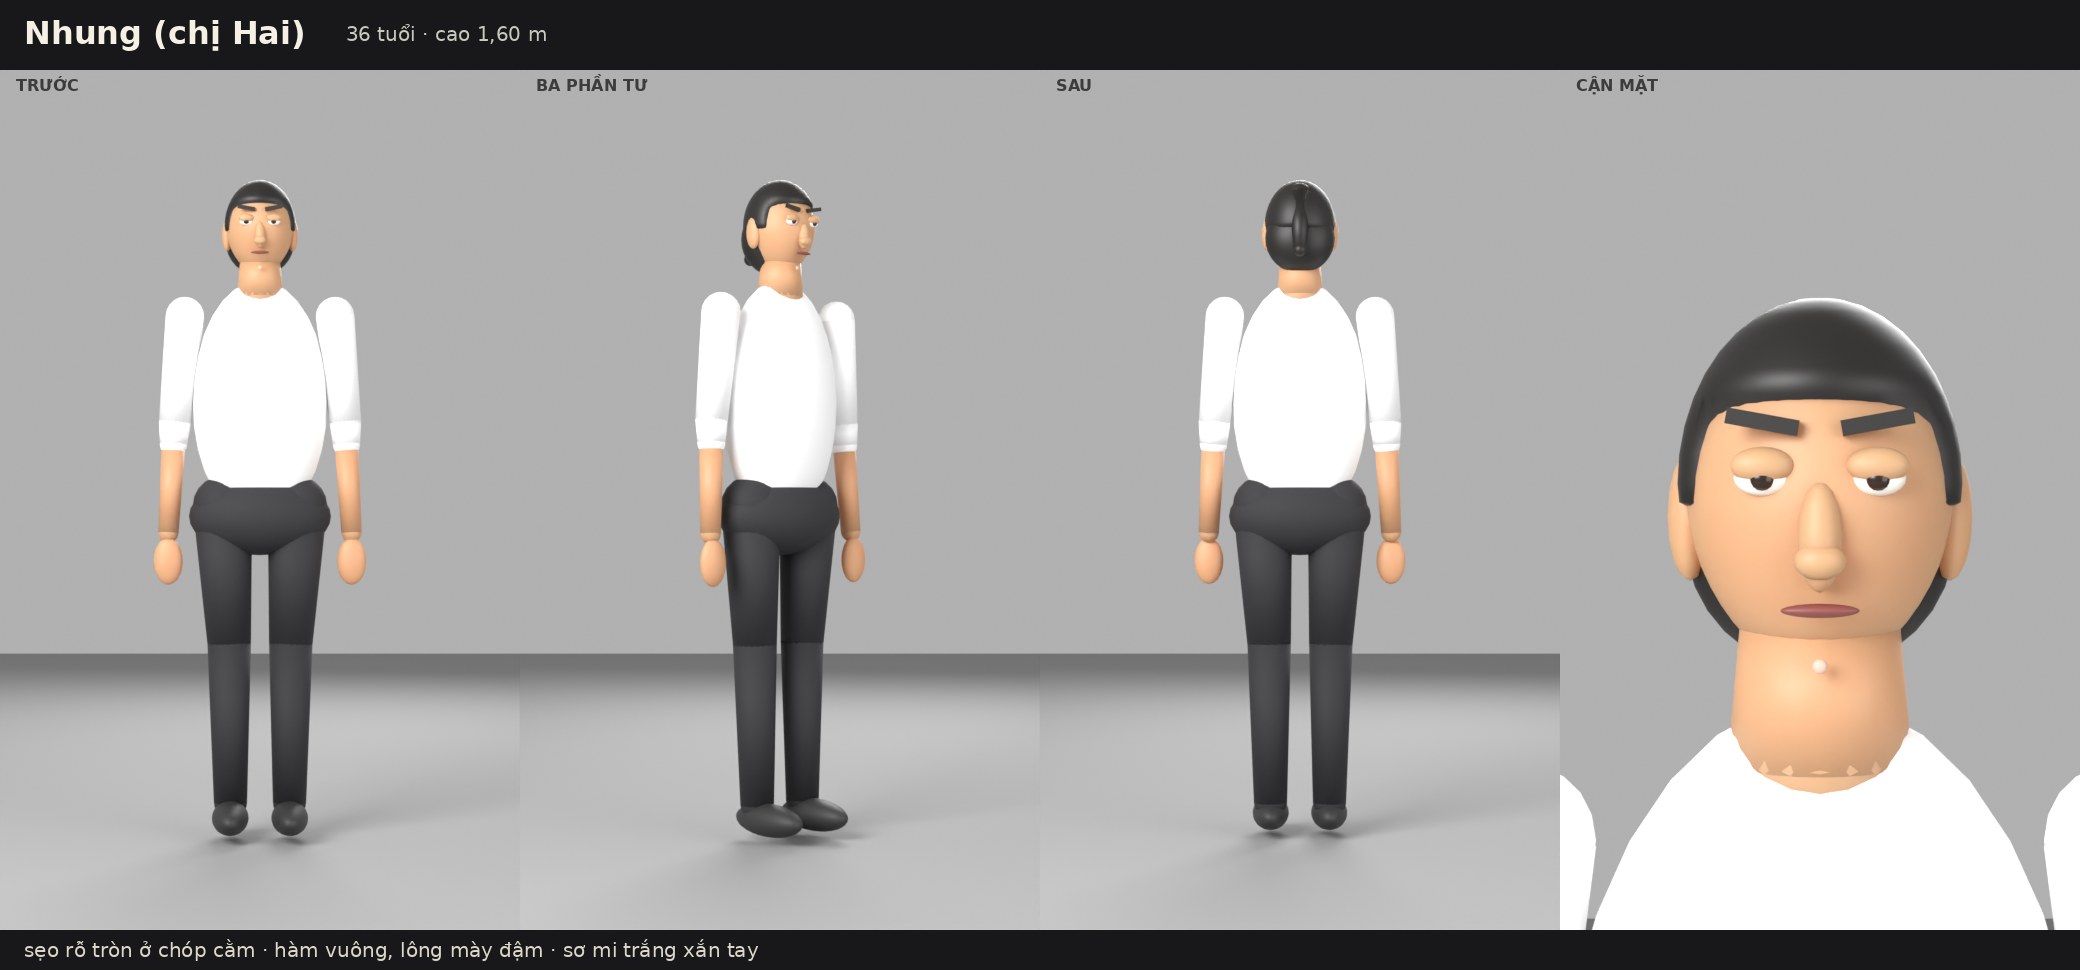 Nhung (chị Hai) 36 tuổi · cao 1,60 m
TRƯỚC
BA PHẦN TƯ
SAU
CẬN MẶT
sẹo rỗ tròn ở chóp cằm · hàm vuông, lông mày đậm · sơ mi trắng xắn tay